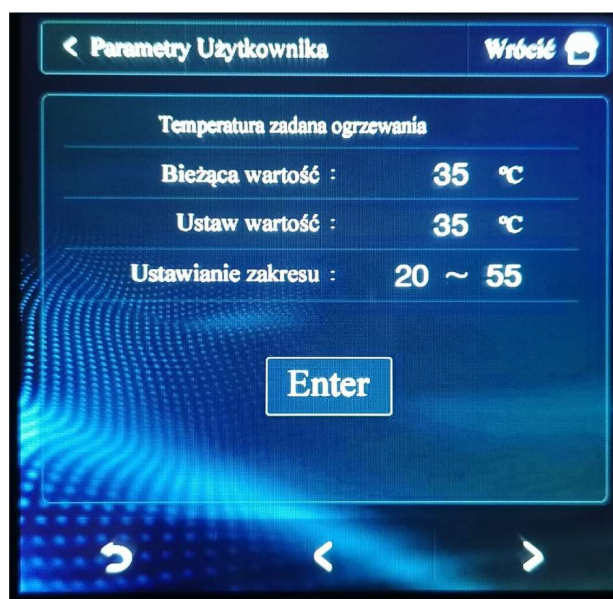 < Parametry Użytkownika Wrócić
Temperatura zadana ogrzewania
Bieżąca wartość : 35 ℃
Ustaw wartość : 35 ℃
Ustawianie zakresu : 20 ~ 55
Enter